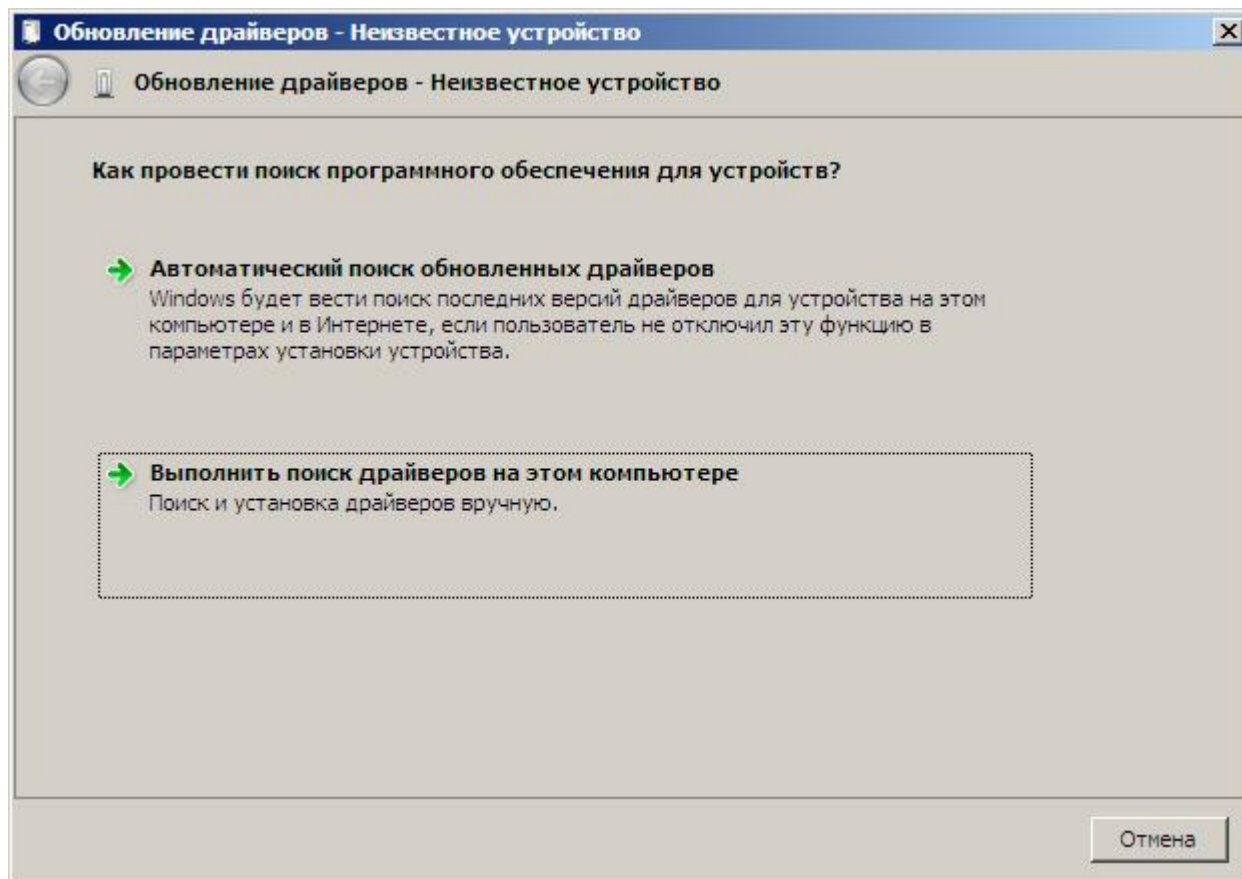 Обновление драйверов - Неизвестное устройство
Обновление драйверов - Неизвестное устройство
Как провести поиск программного обеспечения для устройств?
Автоматический поиск обновленных драйверов
Windows будет вести поиск последних версий драйверов для устройства на этом
компьютере и в Интернете, если пользователь не отключил эту функцию в
параметрах установки устройства.
Выполнить поиск драйверов на этом компьютере
Поиск и установка драйверов вручную.
Отмена